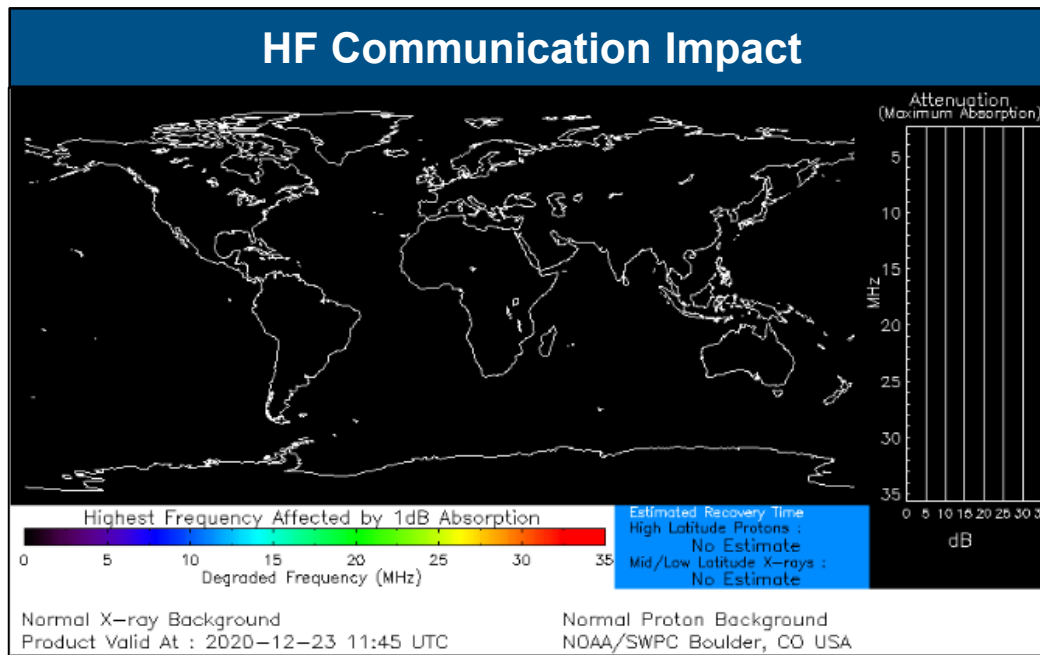 HF Communication Impact
Attenuation
(Maximum Absorption)
5
10
15
20
25
30
35
MHz
0 5 10 15 20 25 30
dB
Highest Frequency Affected by 1dB Absorption
0 5 10 15 20 25 30 35
Degraded Frequency (MHz)
Estimated Recovery Time
High Latitude Protons :
No Estimate
Mid/Low Latitude X-rays :
No Estimate
Normal X-ray Background
Normal Proton Background
Product Valid At : 2020-12-23 11:45 UTC
NOAA/SWPC Boulder, CO USA